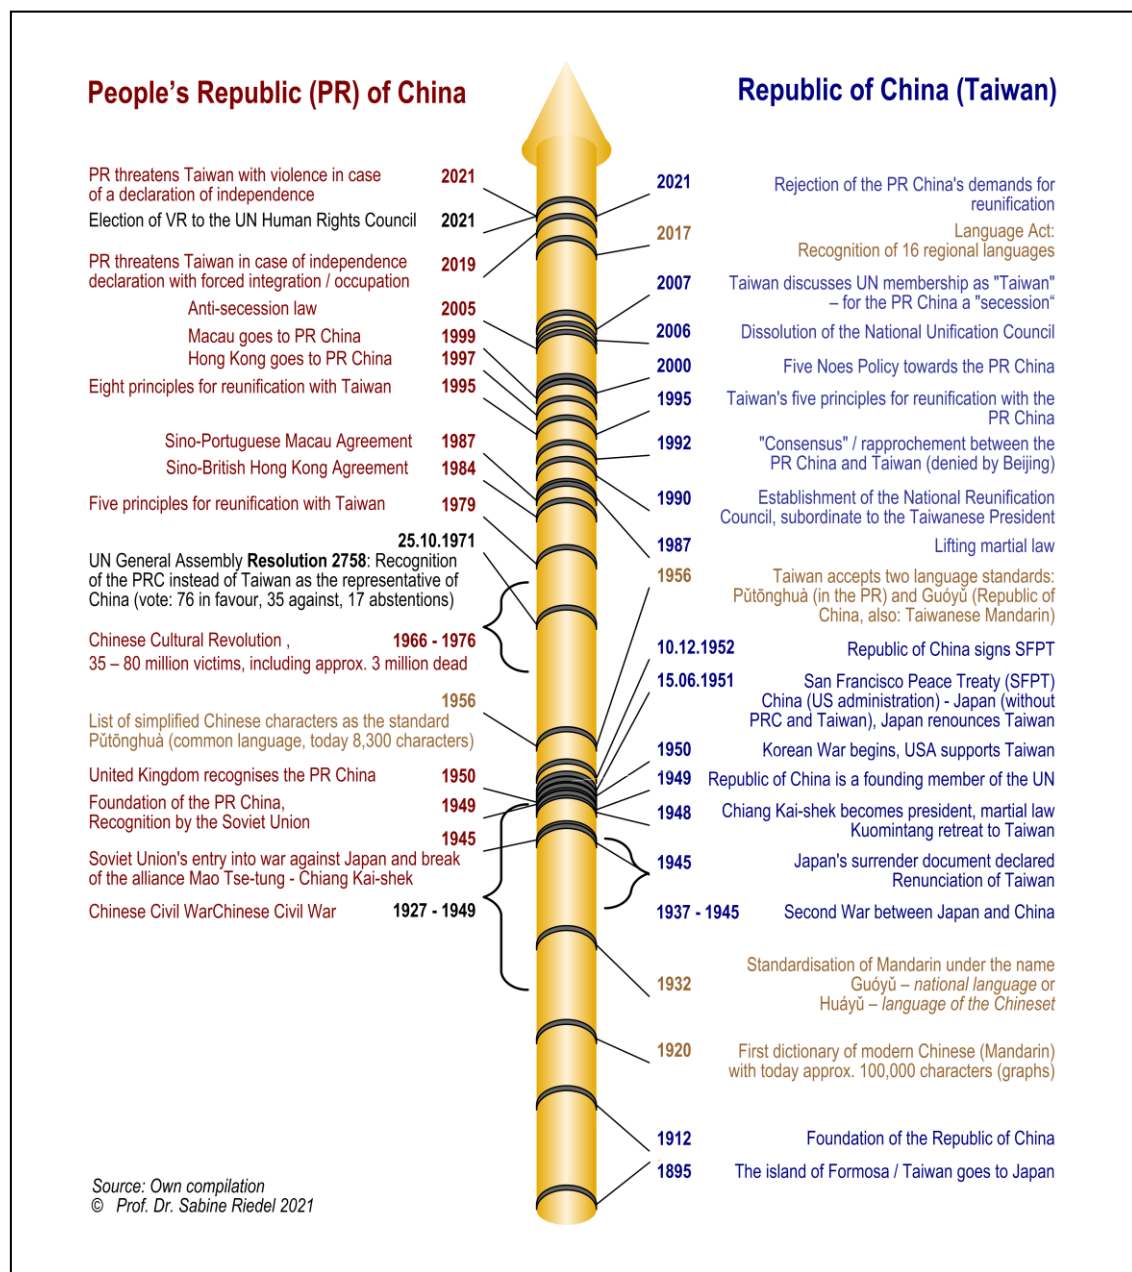 People's Republic (PR) of China
PR threatens Taiwan with violence in case 2021
of a declaration of independence
Election of VR to the UN Human Rights Council 2021
PR threatens Taiwan in case of independence 2019
declaration with forced integration / occupation
Anti-secession law 2005
Macau goes to PR China 1999
Hong Kong goes to PR China 1997
Eight principles for reunification with Taiwan 1995
Sino-Portuguese Macau Agreement 1987
Sino-British Hong Kong Agreement 1984
Five principles for reunification with Taiwan 1979
25.10.1971
UN General Assembly Resolution 2758: Recognition
of the PRC instead of Taiwan as the representative of
China (vote: 76 in favour, 35 against, 17 abstentions)
Chinese Cultural Revolution , 1966 - 1976
35 – 80 million victims, including approx. 3 million dead
1956
List of simplified Chinese characters as the standard
Pǔtōnghuà (common language, today 8,300 characters)
United Kingdom recognises the PR China 1950
Foundation of the PR China, 1949
Recognition by the Soviet Union
1945
Soviet Union's entry into war against Japan and break
of the alliance Mao Tse-tung - Chiang Kai-shek
Chinese Civil WarChinese Civil War 1927 - 1949
Source: Own compilation
© Prof. Dr. Sabine Riedel 2021
Republic of China (Taiwan)
2021 Rejection of the PR China's demands for
reunification
2017 Language Act:
Recognition of 16 regional languages
2007 Taiwan discusses UN membership as "Taiwan"
– for the PR China a "secession“
2006 Dissolution of the National Unification Council
2000 Five Noes Policy towards the PR China
1995 Taiwan's five principles for reunification with the
PR China
1992 "Consensus" / rapprochement between the
PR China and Taiwan (denied by Beijing)
1990 Establishment of the National Reunification
Council, subordinate to the Taiwanese President
1987 Lifting martial law
1956 Taiwan accepts two language standards:
Pǔtōnghuà (in the PR) and Guóyǔ (Republic of
China, also: Taiwanese Mandarin)
10.12.1952 Republic of China signs SFPT
15.06.1951 San Francisco Peace Treaty (SFPT)
China (US administration) - Japan (without
PRC and Taiwan), Japan renounces Taiwan
1950 Korean War begins, USA supports Taiwan
1949 Republic of China is a founding member of the UN
1948 Chiang Kai-shek becomes president, martial law
Kuomintang retreat to Taiwan
1945 Japan's surrender document declared
Renunciation of Taiwan
1937 - 1945 Second War between Japan and China
Standardisation of Mandarin under the name
1932 Guóyǔ – national language or
Huáyǔ – language of the Chineset
1920 First dictionary of modern Chinese (Mandarin)
with today approx. 100,000 characters (graphs)
1912 Foundation of the Republic of China
1895 The island of Formosa / Taiwan goes to Japan